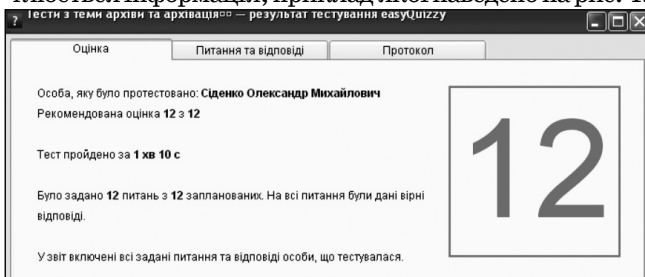 Тести з теми архіви та архівація¤¤ — результат тестування easyQuizzy
Оцінка
Питання та відповіді
Протокол
Особа, яку було протестовано: Сіденко Олександр Михайлович
Рекомендована оцінка 12 з 12
Тест пройдено за 1 хв 10 с
Було задано 12 питань з 12 запланованих. На всі питання були дані вірні
відповіді.
У звіт включені всі задані питання та відповіді особи, що тестувалася.
12